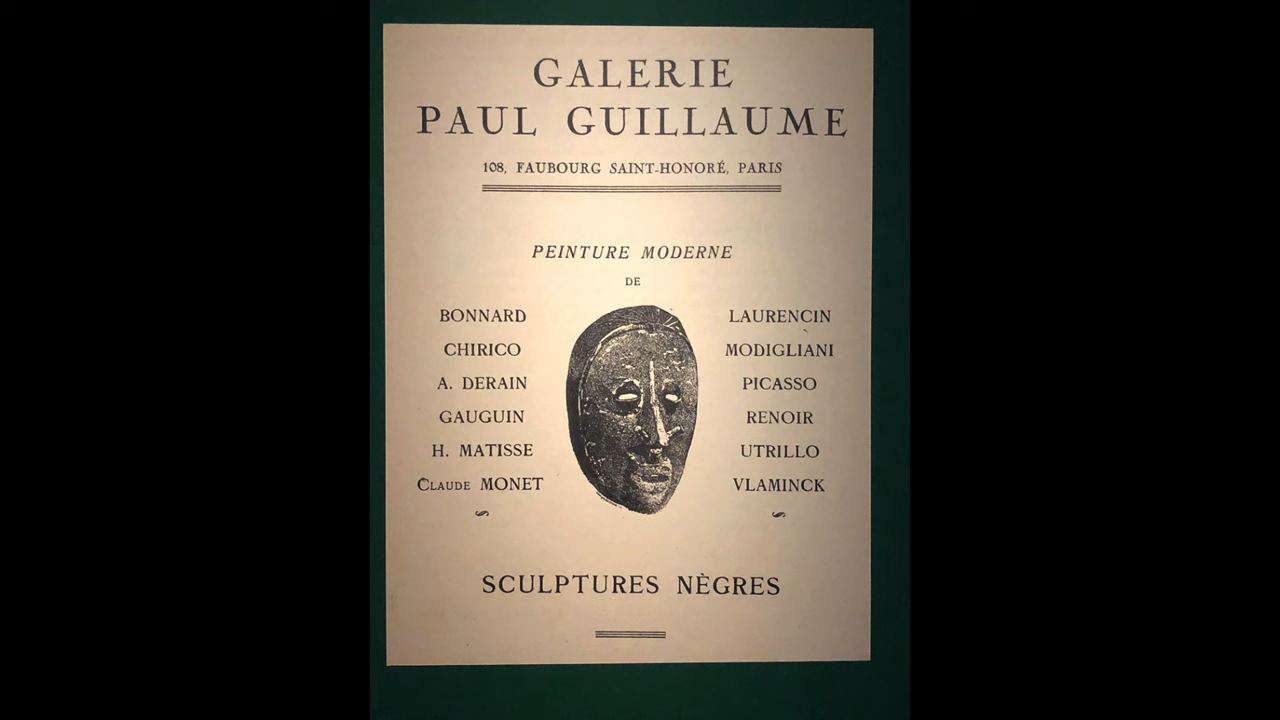 GALERIE
PAUL GUILLAUME
108, FAUBOURG SAINT-HONORÉ, PARIS
PEINTURE MODERNE
DE
BONNARD
CHIRICO
A. DERAIN
GAUGUIN
H. MATISSE
CLAUDE MONET
LAURENCIN
MODIGLIANI
PICASSO
RENOIR
UTRILLO
VLAMINCK
SCULPTURES NÈGRES